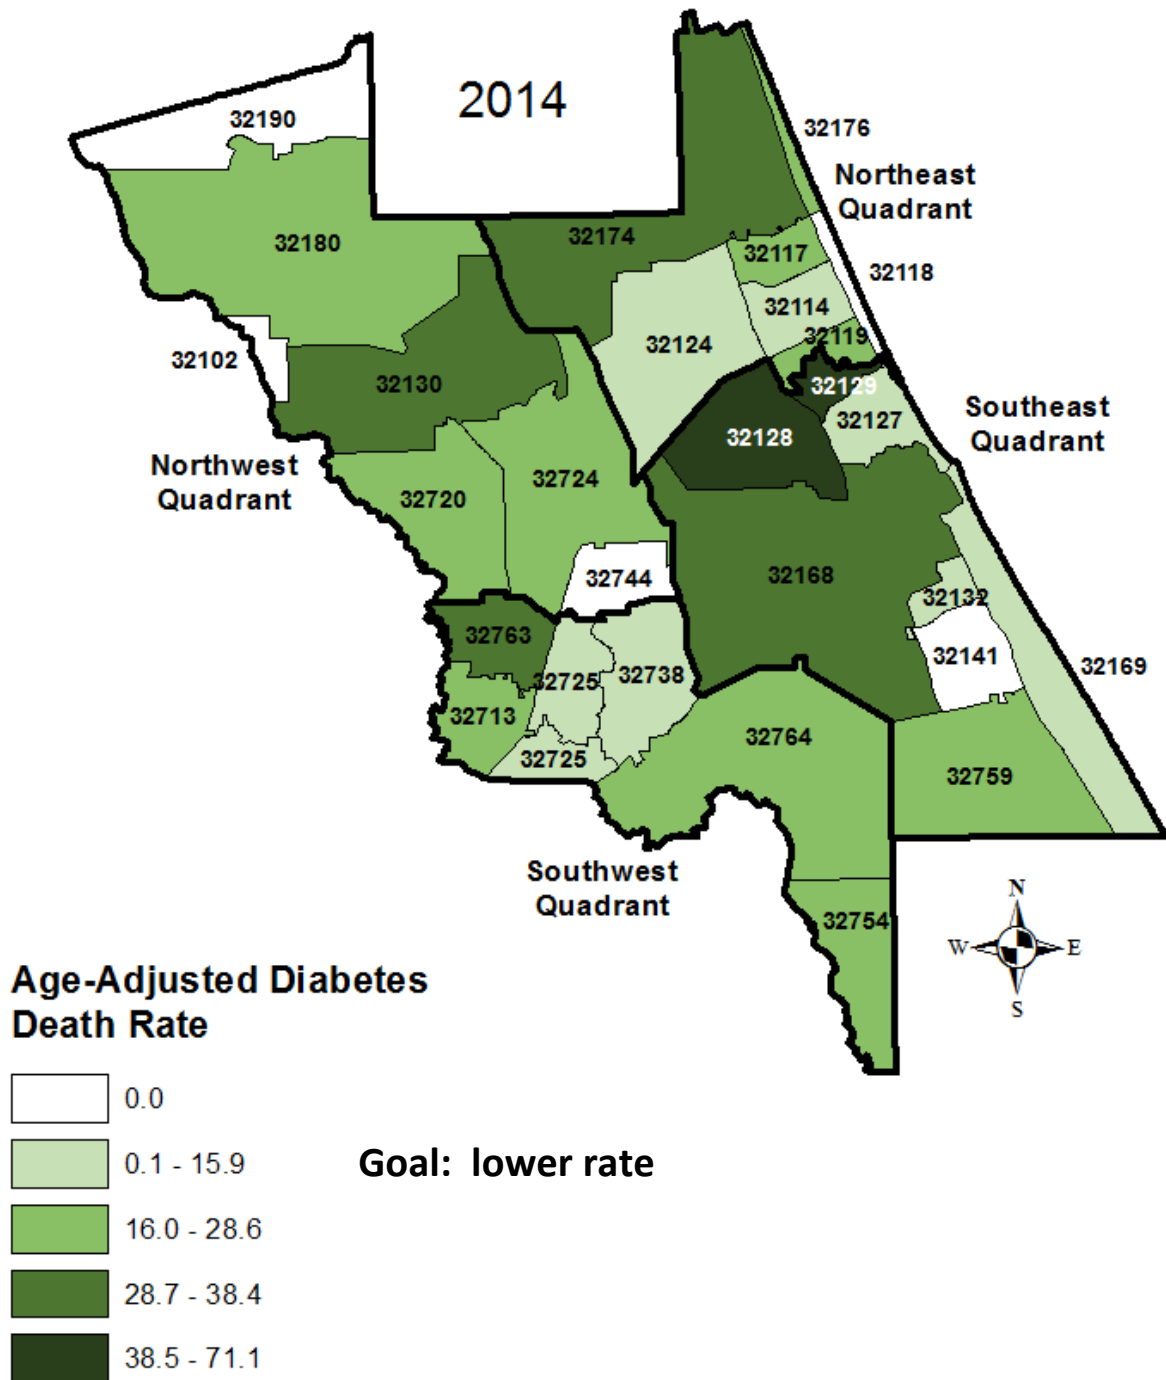 2014
32190
32176
Northeast
Quadrant
32180
32174
32117
32118
32114
32119
32124
32102
32130
32129
32127
32128
Southeast
Quadrant
Northwest
Quadrant
32724
32720
32744
32168
32132
32141
32169
32763
32725
32738
32713
32725
32764
32759
Southwest
Quadrant
32754
N
W
E
S
Age-Adjusted Diabetes
Death Rate
0.0
0.1 - 15.9
Goal:  lower rate
16.0 - 28.6
28.7 - 38.4
38.5 - 71.1